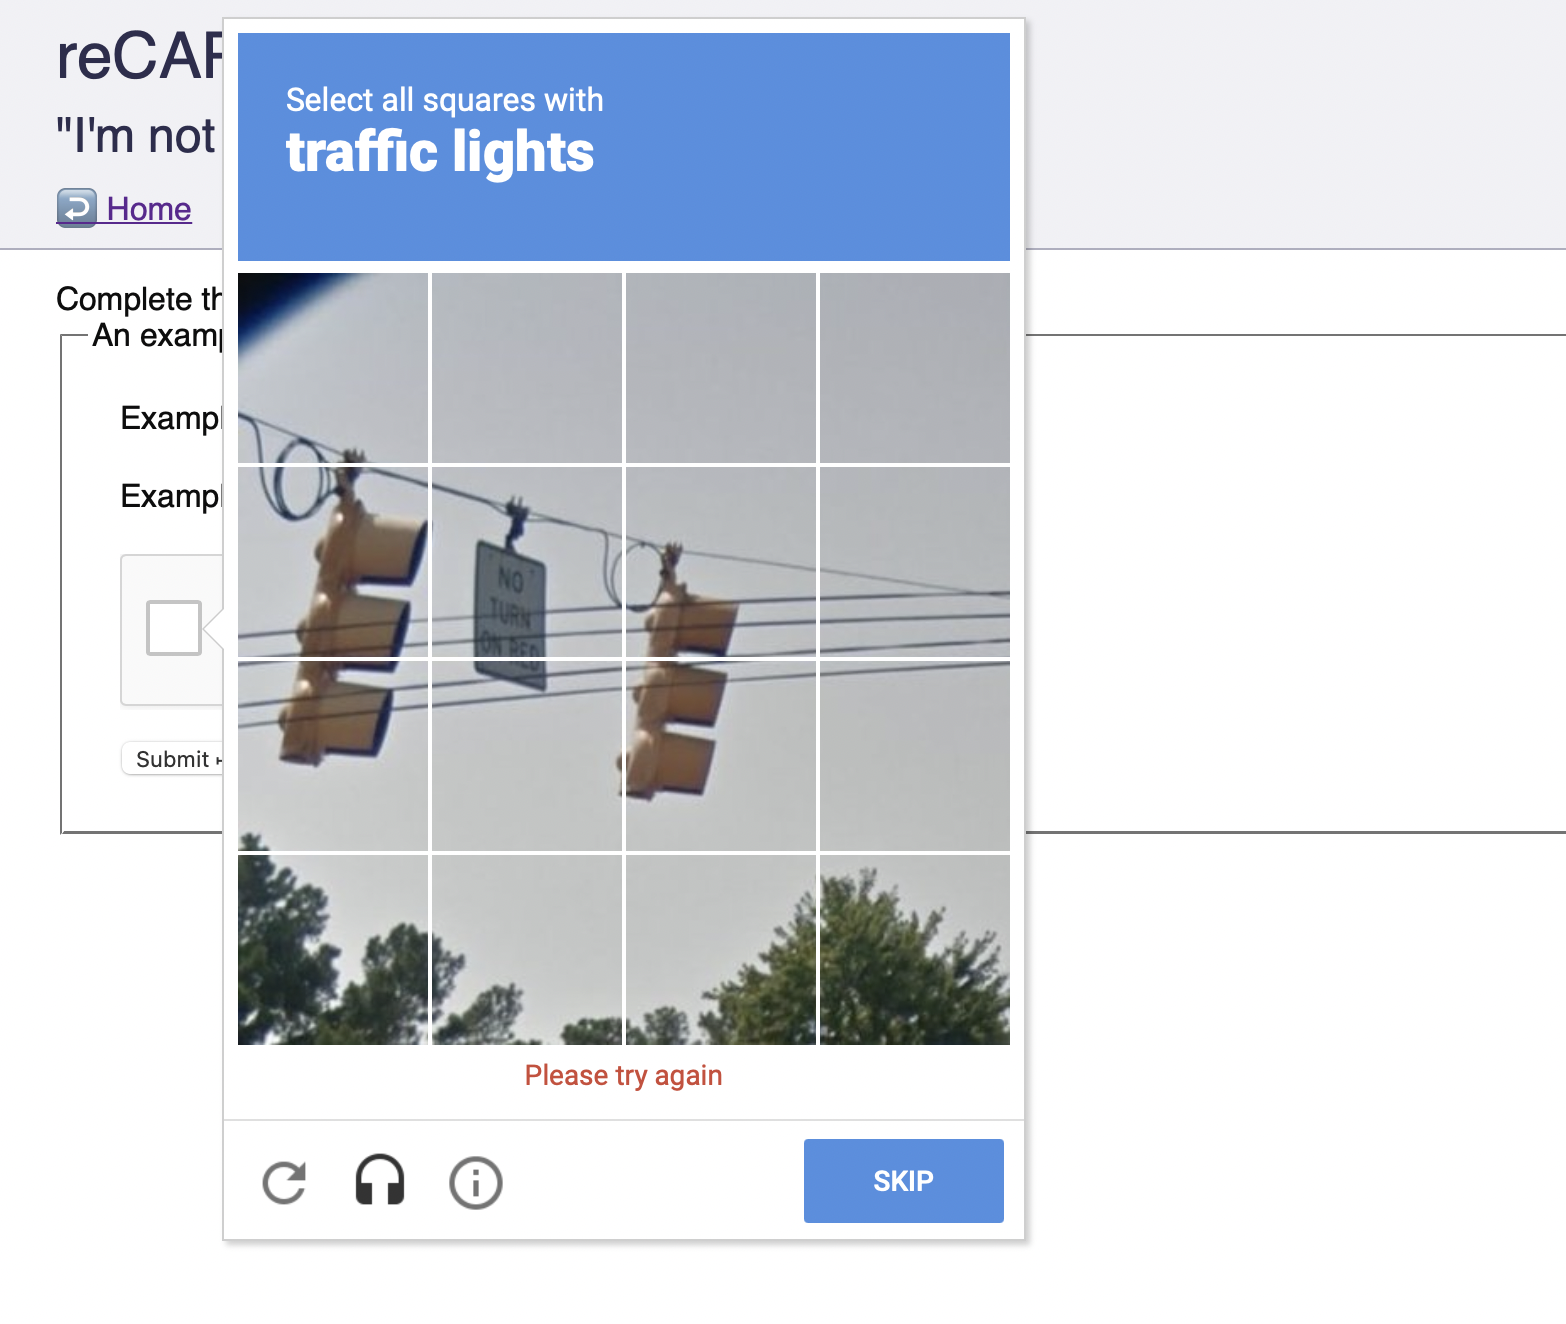 reCAP
"I'm not
Home
Select all squares with
traffic lights
Complete th
An examp
Exampl
Exampl
Submit
NO
TURN
ON RED
Please try again
SKIP